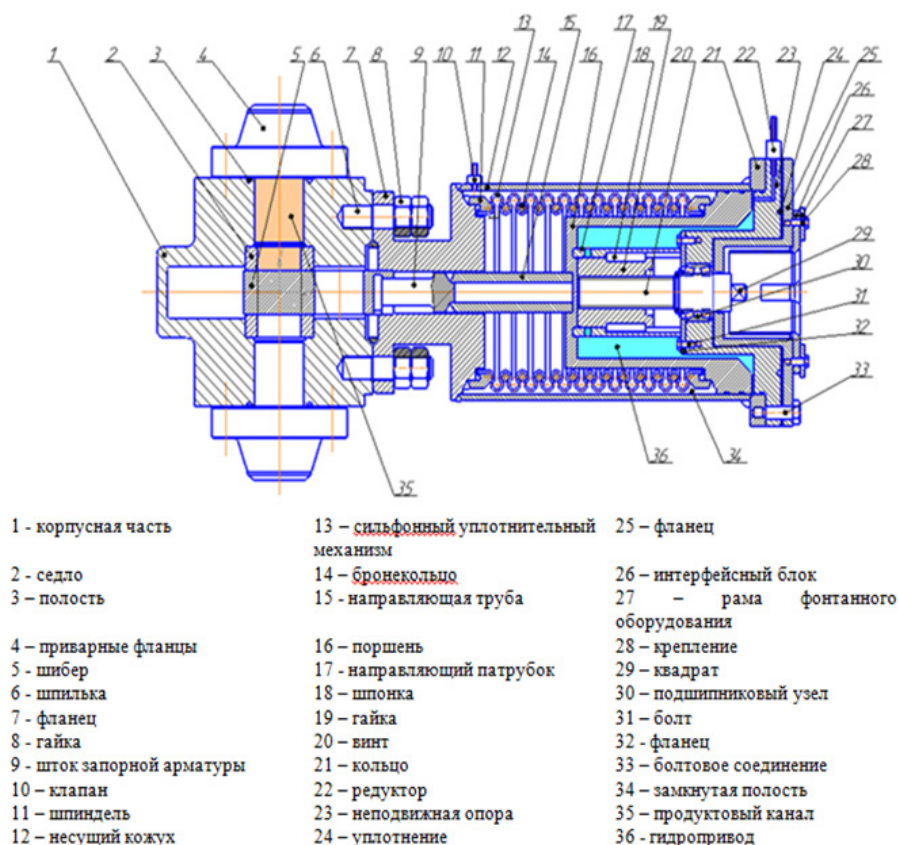 1 2 3 4 5 6 7 8 9 10 11 12 13 14 15 16 17 18 19 20 21 22 23 24 25
26
27
28
29
30
31
32
33
35 36 34
1 - корпусная часть
2 - седло
3 – полость
4 – приварные фланцы
5 - шибер
6 - шпилька
7 - фланец
8 - гайка
9 - шток запорной арматуры
10 – клапан
11 – шпиндель
12 – несущий кожух
13 – сильфонный уплотнительный
механизм
14 – бронекольцо
15 - направляющая труба
16 – поршень
17 - направляющий патрубок
18 – шпонка
19 – гайка
20 – винт
21 – кольцо
22 – редуктор
23 – неподвижная опора
24 – уплотнение
25 – фланец
26 – интерфейсный блок
27 – рама фонтанного
оборудования
28 – крепление
29 – квадрат
30 – подшипниковый узел
31 – болт
32 - фланец
33 – болтовое соединение
34 – замкнутая полость
35 – продуктовый канал
36 - гидропривод